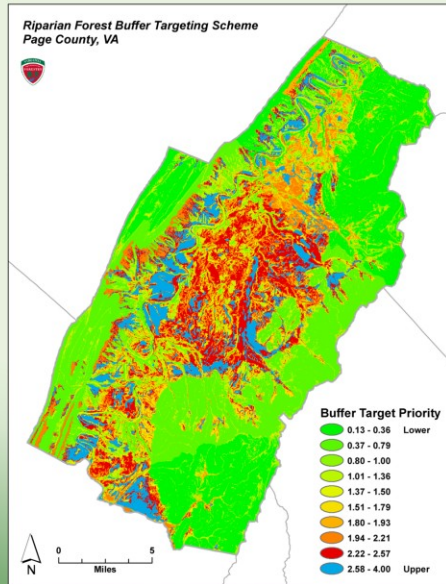 Riparian Forest Buffer Targeting Scheme
Page County, VA
Buffer Target Priority
0.13 - 0.36 Lower
0.37 - 0.79
0.80 - 1.00
1.01 - 1.36
1.37 - 1.50
1.51 - 1.79
1.80 - 1.93
1.94 - 2.21
2.22 - 2.57
2.58 - 4.00 Upper
N
0 5
Miles